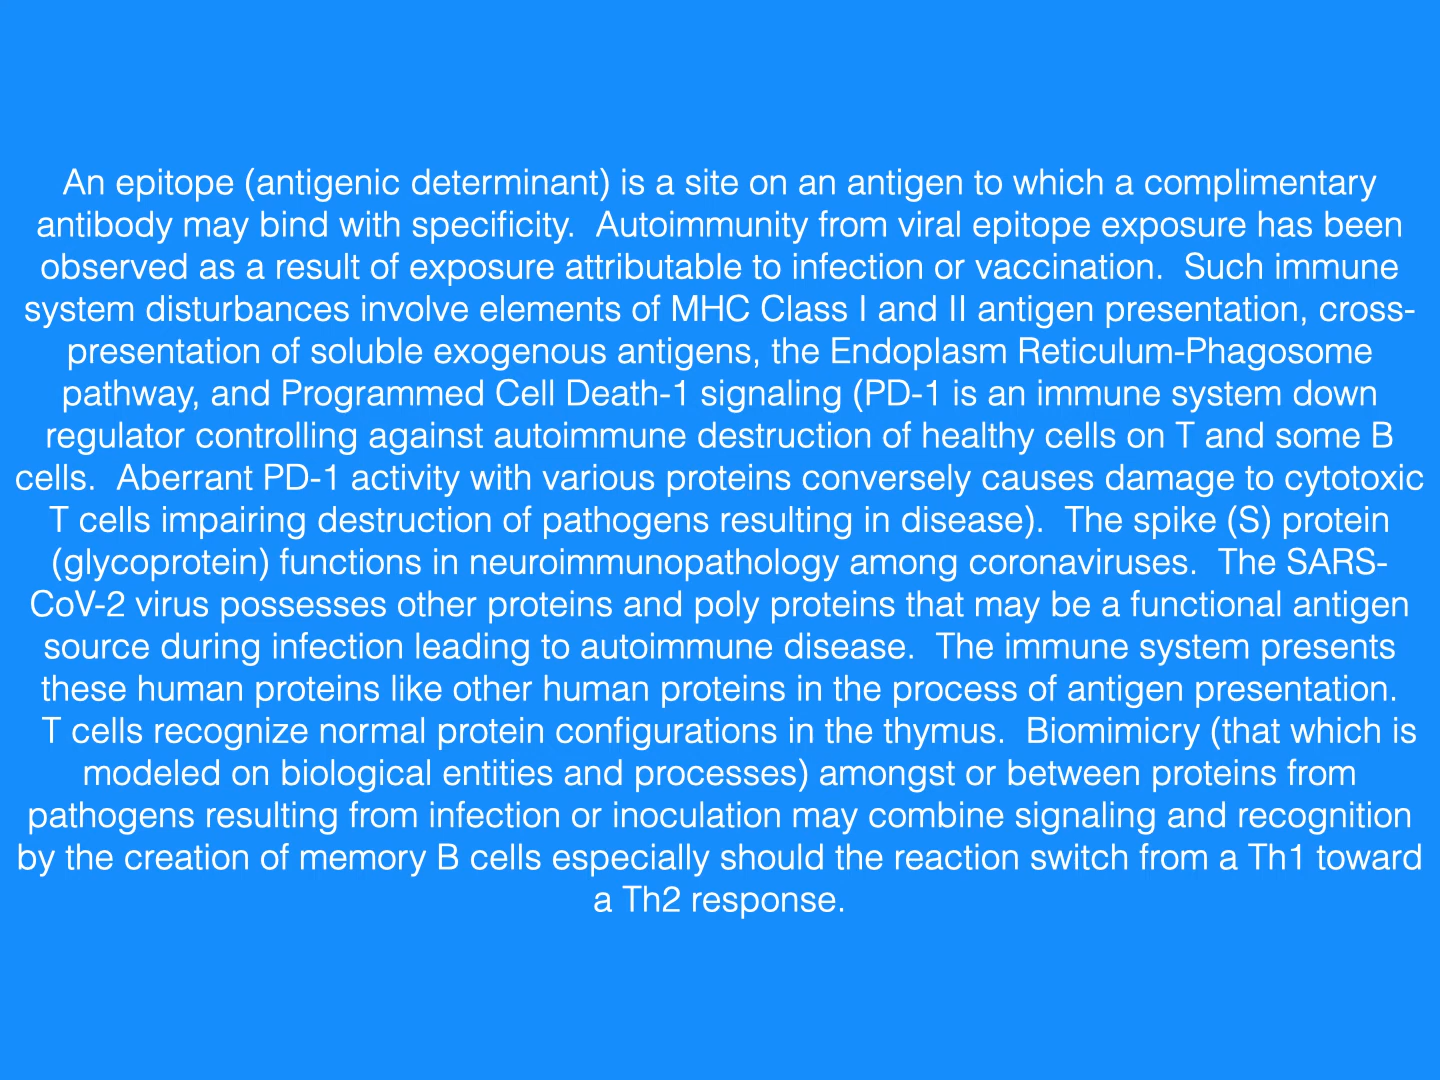 An epitope (antigenic determinant) is a site on an antigen to which a complimentary
antibody may bind with specificity.  Autoimmunity from viral epitope exposure has been
observed as a result of exposure attributable to infection or vaccination.  Such immune
system disturbances involve elements of MHC Class I and II antigen presentation, cross-
presentation of soluble exogenous antigens, the Endoplasm Reticulum-Phagosome
pathway, and Programmed Cell Death-1 signaling (PD-1 is an immune system down
regulator controlling against autoimmune destruction of healthy cells on T and some B
cells.  Aberrant PD-1 activity with various proteins conversely causes damage to cytotoxic
T cells impairing destruction of pathogens resulting in disease).  The spike (S) protein
(glycoprotein) functions in neuroimmunopathology among coronaviruses.  The SARS-
CoV-2 virus possesses other proteins and poly proteins that may be a functional antigen
source during infection leading to autoimmune disease.  The immune system presents
these human proteins like other human proteins in the process of antigen presentation.
T cells recognize normal protein configurations in the thymus.  Biomimicry (that which is
modeled on biological entities and processes) amongst or between proteins from
pathogens resulting from infection or inoculation may combine signaling and recognition
by the creation of memory B cells especially should the reaction switch from a Th1 toward
a Th2 response.